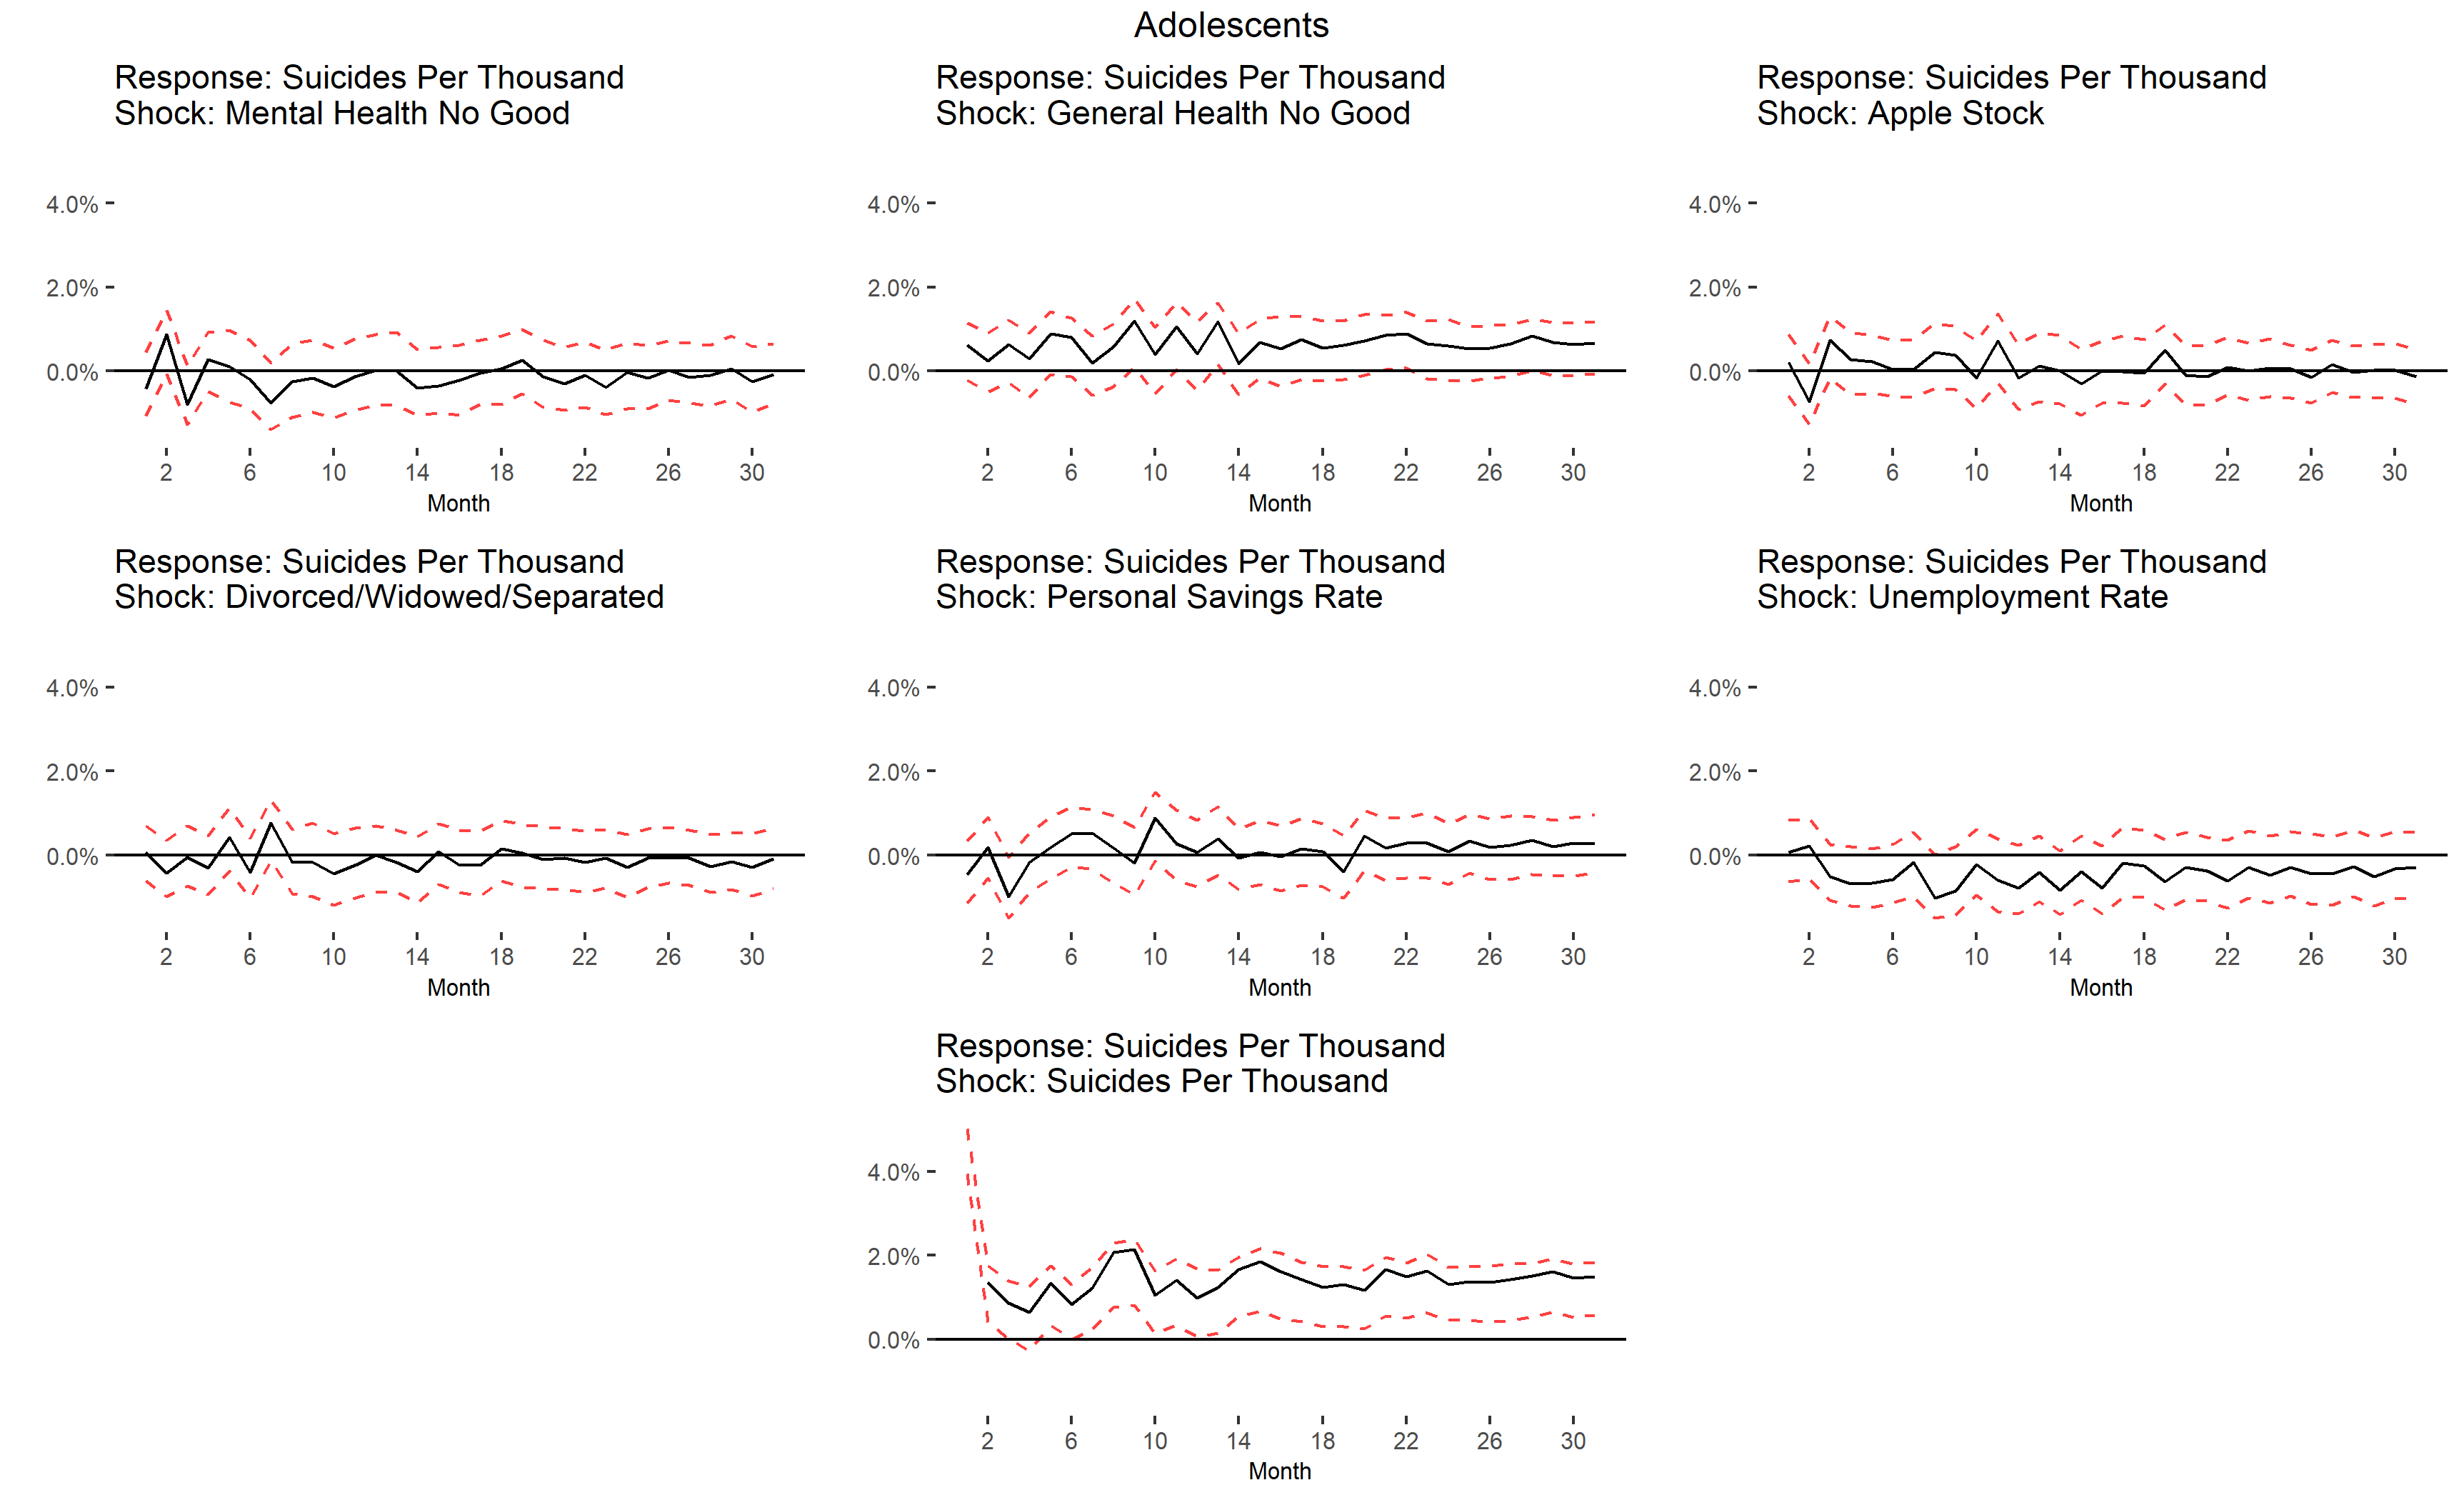 Adolescents
Response: Suicides Per Thousand
Shock: Mental Health No Good
4.0%
2.0%
0.0%
2 6 10 14 18 22 26 30
Month
Response: Suicides Per Thousand
Shock: General Health No Good
4.0%
2.0%
0.0%
2 6 10 14 18 22 26 30
Month
Response: Suicides Per Thousand
Shock: Apple Stock
4.0%
2.0%
0.0%
2 6 10 14 18 22 26 30
Month
Response: Suicides Per Thousand
Shock: Divorced/Widowed/Separated
4.0%
2.0%
0.0%
2 6 10 14 18 22 26 30
Month
Response: Suicides Per Thousand
Shock: Personal Savings Rate
4.0%
2.0%
0.0%
2 6 10 14 18 22 26 30
Month
Response: Suicides Per Thousand
Shock: Unemployment Rate
4.0%
2.0%
0.0%
2 6 10 14 18 22 26 30
Month
Response: Suicides Per Thousand
Shock: Suicides Per Thousand
4.0%
2.0%
0.0%
2 6 10 14 18 22 26 30
Month